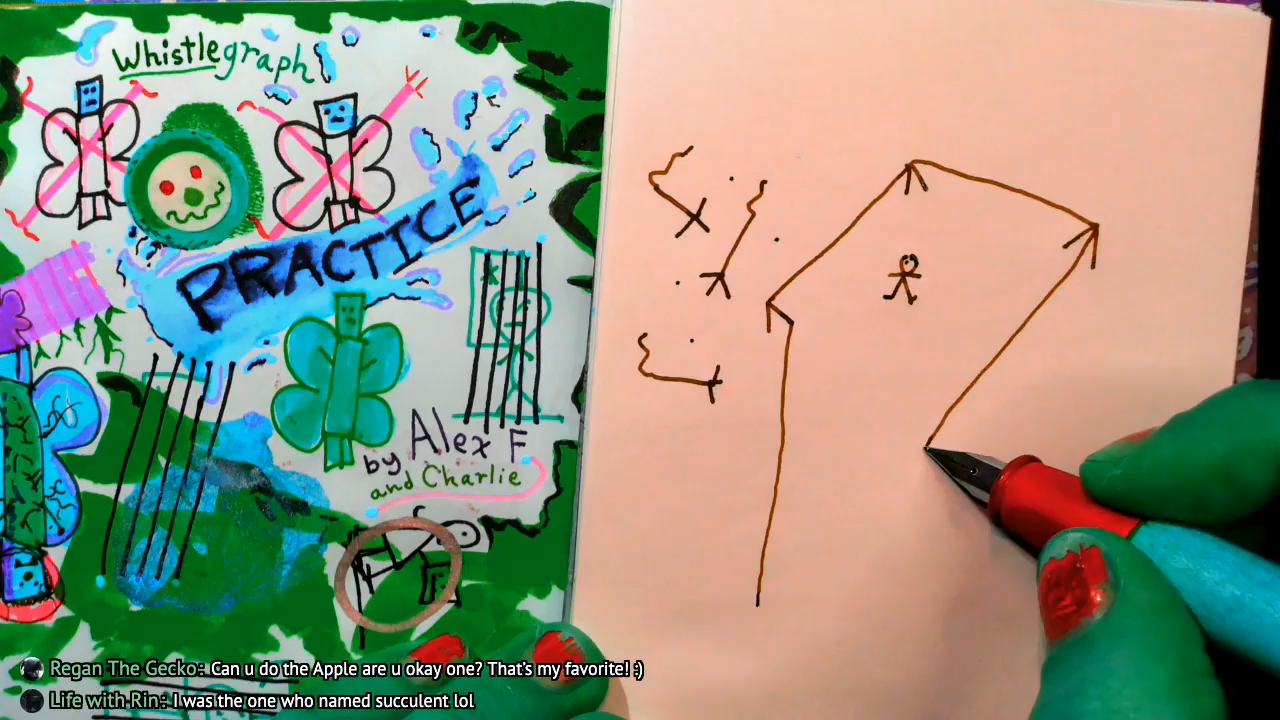 Whistlegraph
PRACTICE
by Alex F
and Charlie
Regan The Gecko: Can u do the Apple are u okay one? That's my favorite! :)
Life with Rin: I was the one who named succulent lol